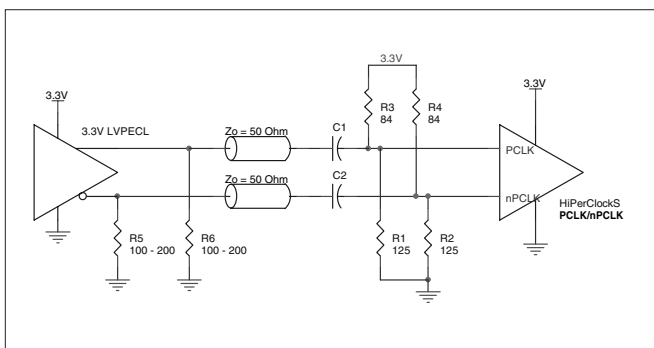 3.3V
3.3V
3.3V
3.3V LVPECL
R3
84
R4
84
Zo = 50 Ohm
C1
Zo = 50 Ohm
C2
PCLK
nPCLK
HiPerClockS
PCLK/nPCLK
R5
100 - 200
R6
100 - 200
R1
125
R2
125